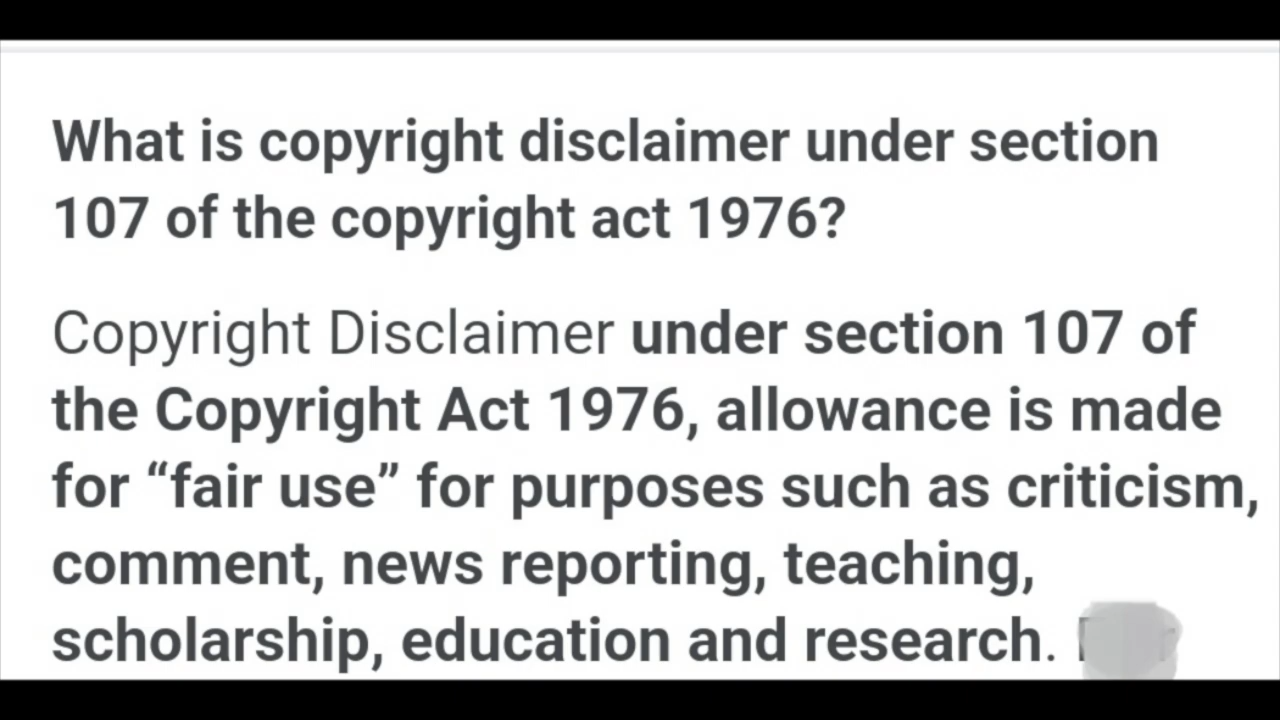 What is copyright disclaimer under section
107 of the copyright act 1976?
Copyright Disclaimer under section 107 of
the Copyright Act 1976, allowance is made
for “fair use” for purposes such as criticism,
comment, news reporting, teaching,
scholarship, education and research.